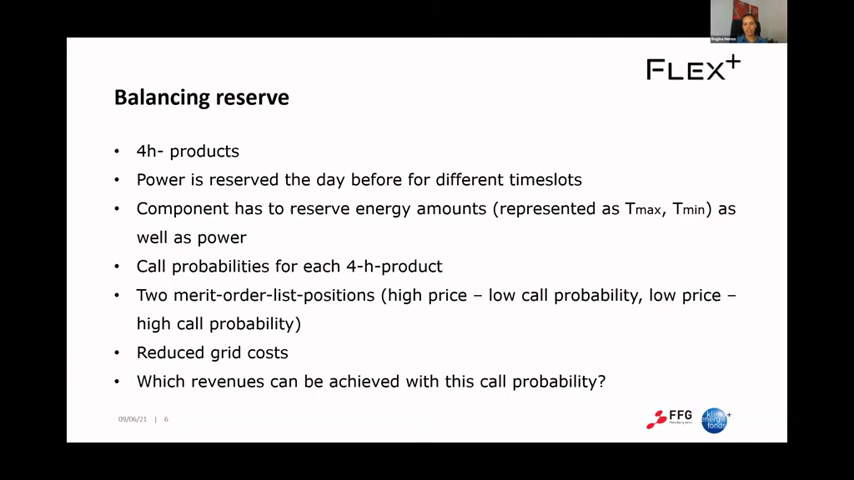 FLEX+
Balancing reserve
• 4h- products
• Power is reserved the day before for different timeslots
• Component has to reserve energy amounts (represented as Tmax, Tmin) as
well as power
• Call probabilities for each 4-h-product
• Two merit-order-list-positions (high price – low call probability, low price –
high call probability)
• Reduced grid costs
• Which revenues can be achieved with this call probability?
09/06/21 | 6
FFG
klima
energie
fonds